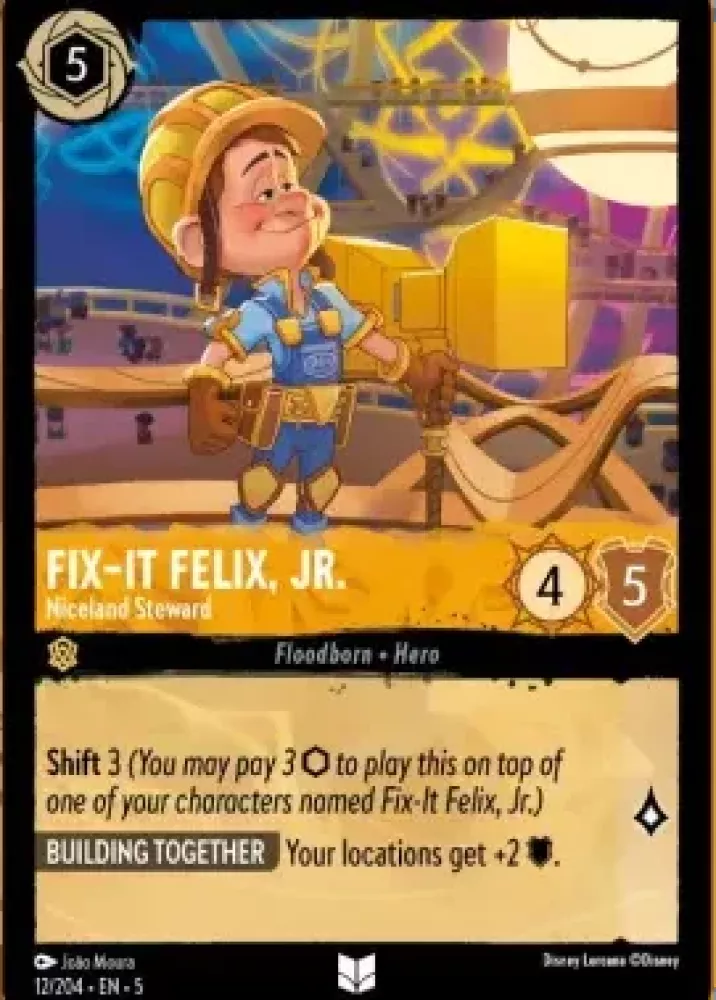 5
FIX-IT FELIX, JR.
Niceland Steward
4
5
Floodborn • Hero
Shift 3 (You may pay 3 to play this on top of
one of your characters named Fix-It Felix, Jr.)
BUILDING TOGETHER Your locations get +2 .
João Moura
Disney Lorcana ©Disney
12/204 • EN • 5